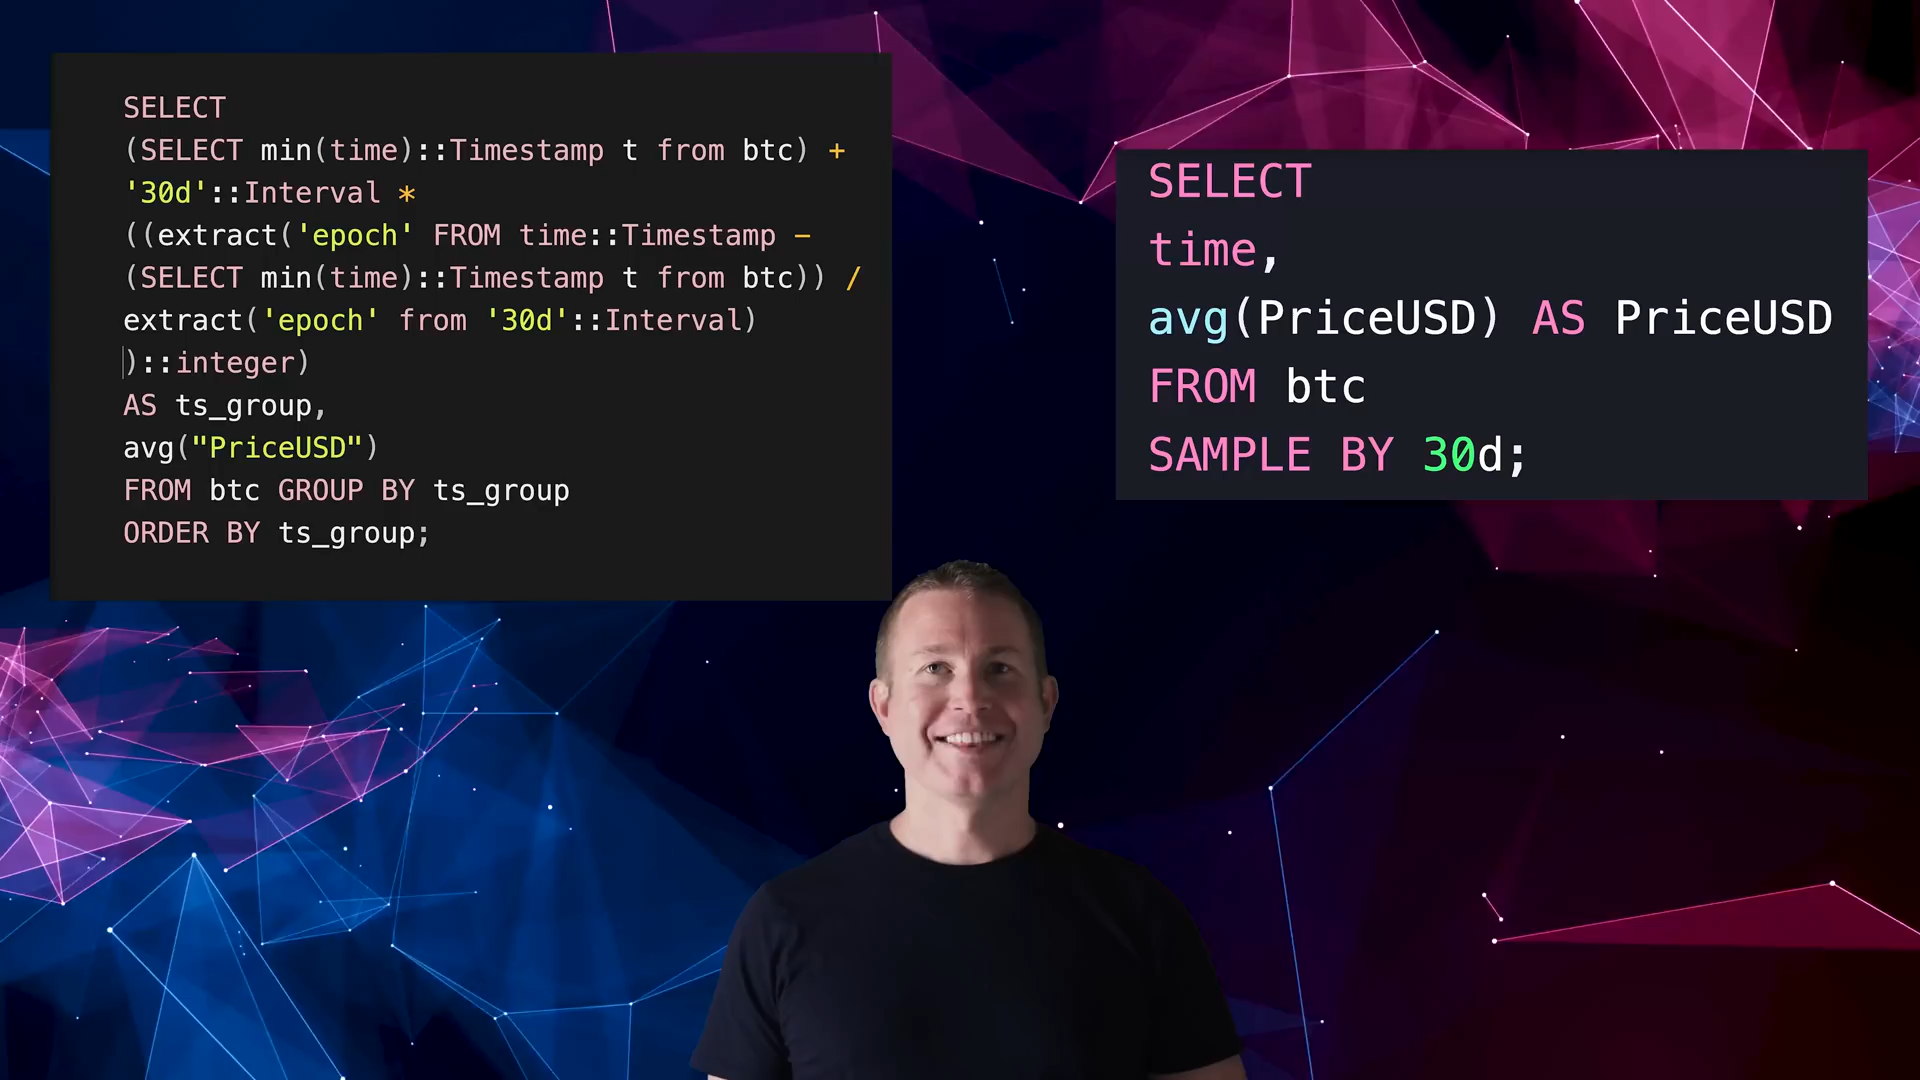 SELECT
(SELECT min(time)::Timestamp t from btc) +
'30d'::Interval *
((extract('epoch' FROM time::Timestamp −
(SELECT min(time)::Timestamp t from btc)) /
extract('epoch' from '30d'::Interval)
)::integer)
AS ts_group,
avg("PriceUSD")
FROM btc GROUP BY ts_group
ORDER BY ts_group;
SELECT
time,
avg(PriceUSD) AS PriceUSD
FROM btc
SAMPLE BY 30d;